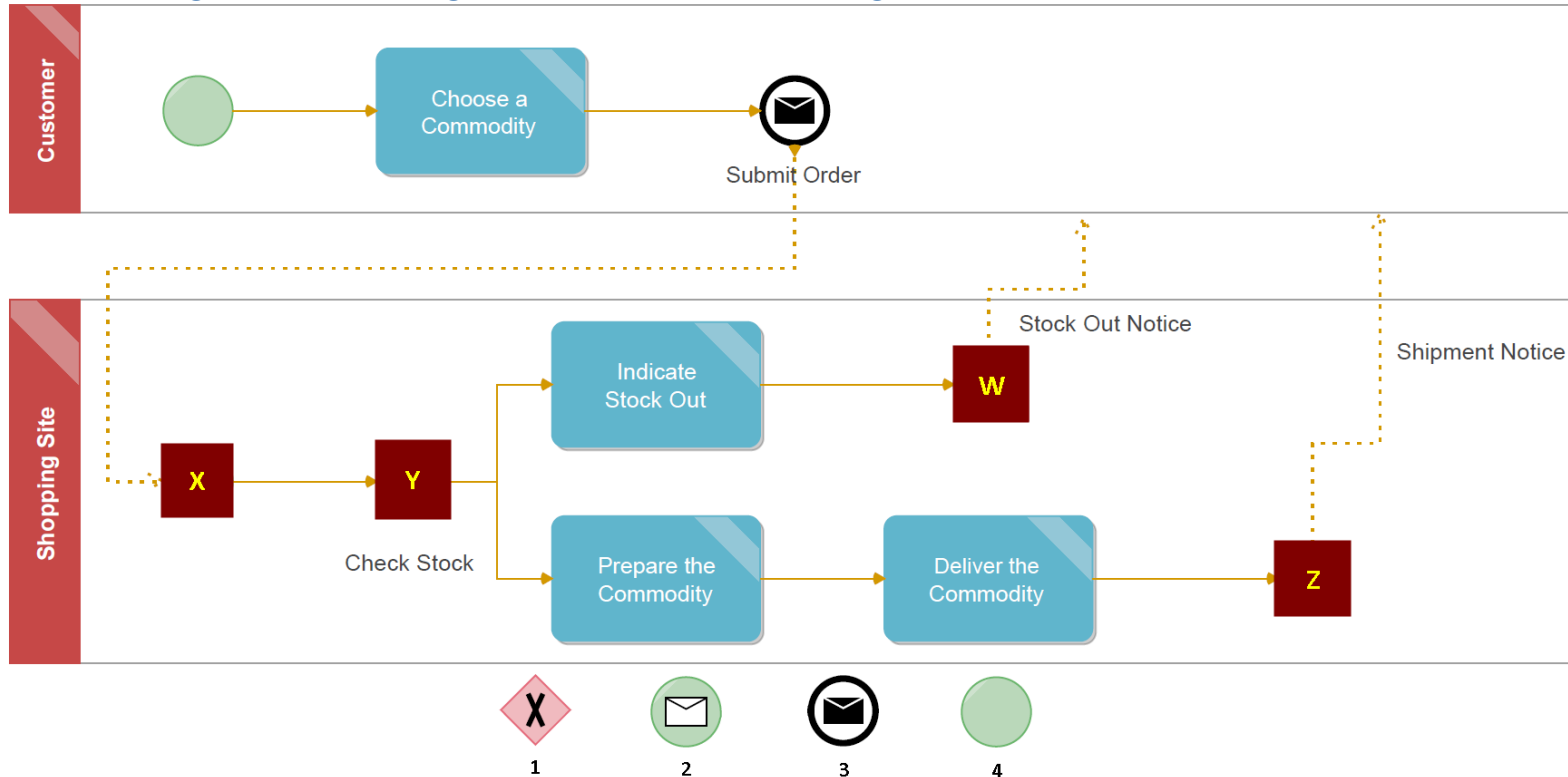 Customer
Choose a
Commodity
Submit Order
Shopping Site
Stock Out Notice
Shipment Notice
Indicate
Stock Out
W
X
Y
Check Stock
Prepare the
Commodity
Deliver the
Commodity
Z
X
1
2
3
4